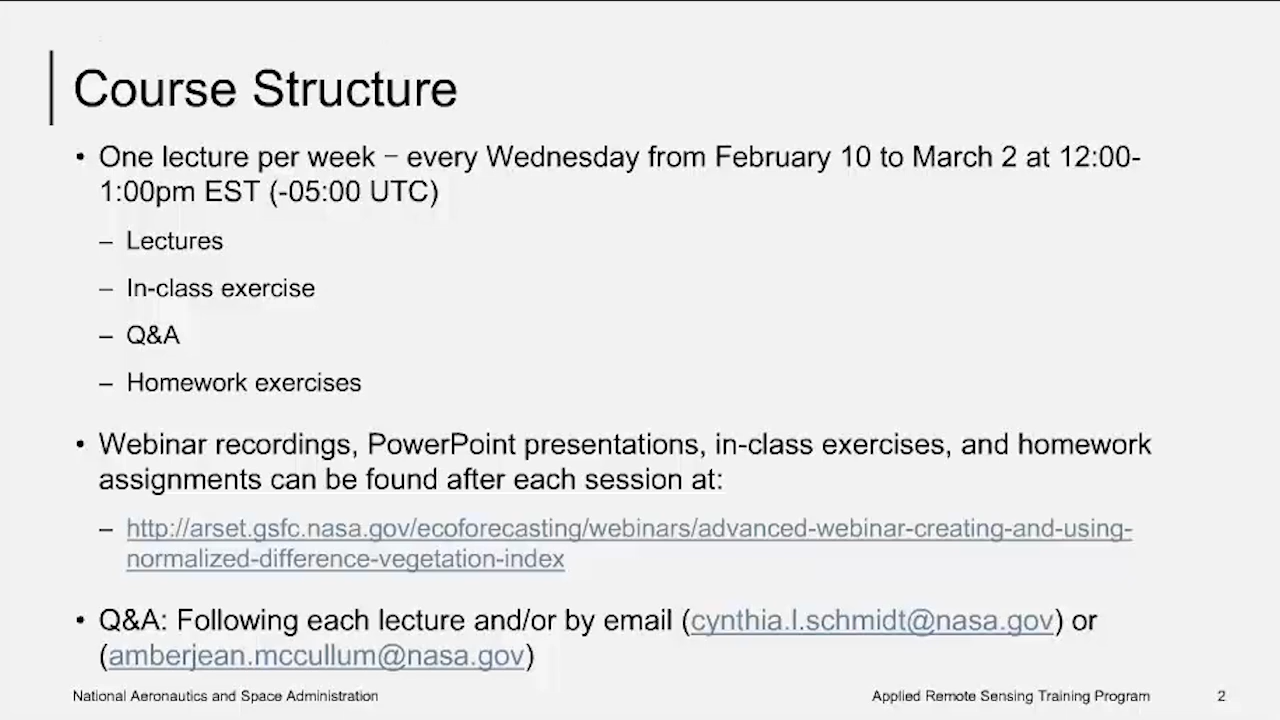 Course Structure
• One lecture per week − every Wednesday from February 10 to March 2 at 12:00-
1:00pm EST (-05:00 UTC)
– Lectures
– In-class exercise
– Q&A
– Homework exercises
• Webinar recordings, PowerPoint presentations, in-class exercises, and homework
assignments can be found after each session at:
– http://arset.gsfc.nasa.gov/ecoforecasting/webinars/advanced-webinar-creating-and-using-
normalized-difference-vegetation-index
• Q&A: Following each lecture and/or by email (cynthia.l.schmidt@nasa.gov) or
(amberjean.mccullum@nasa.gov)
National Aeronautics and Space Administration
Applied Remote Sensing Training Program
2